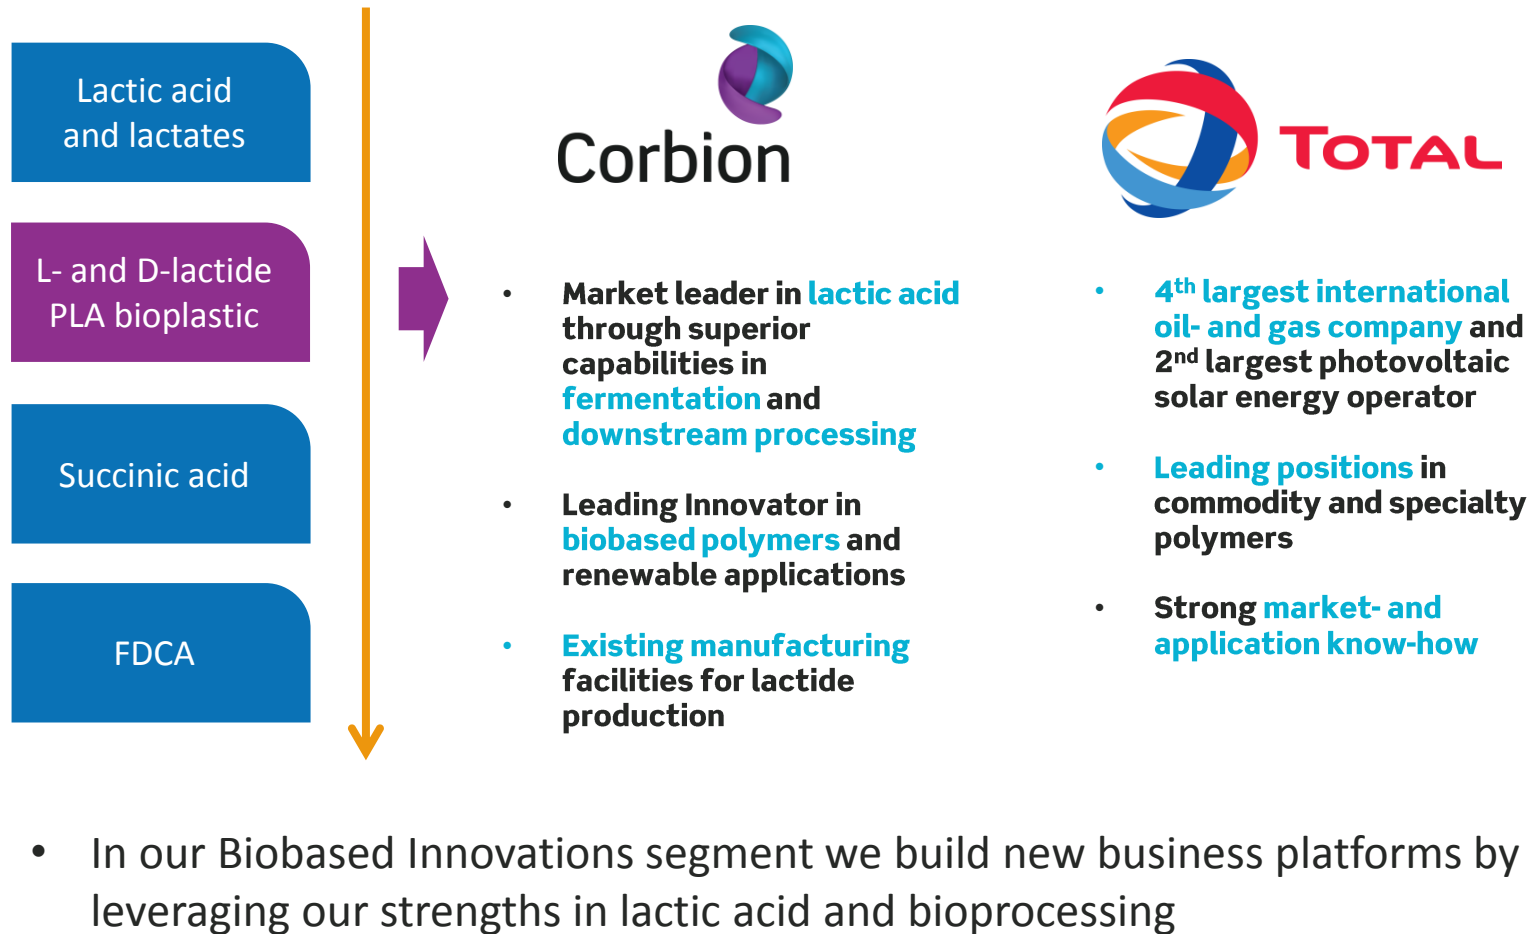 Lactic acid
and lactates
L- and D-lactide
PLA bioplastic
Succinic acid
FDCA
Corbion
• Market leader in lactic acid
through superior
capabilities in
fermentation and
downstream processing
• Leading Innovator in
biobased polymers and
renewable applications
• Existing manufacturing
facilities for lactide
production
TOTAL
• 4th largest international
oil- and gas company and
2nd largest photovoltaic
solar energy operator
• Leading positions in
commodity and specialty
polymers
• Strong market- and
application know-how
• In our Biobased Innovations segment we build new business platforms by
leveraging our strengths in lactic acid and bioprocessing